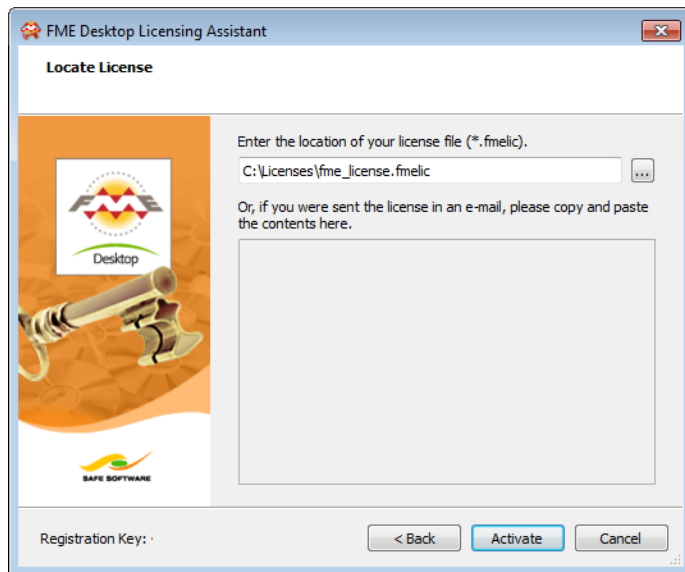 FME Desktop Licensing Assistant
Locate License
Enter the location of your license file (*.fmelic).
C:\Licenses\fme_license.fmelic
...
Or, if you were sent the license in an e-mail, please copy and paste
the contents here.
FME
Desktop
SAFE SOFTWARE
Registration Key:
< Back
Activate
Cancel